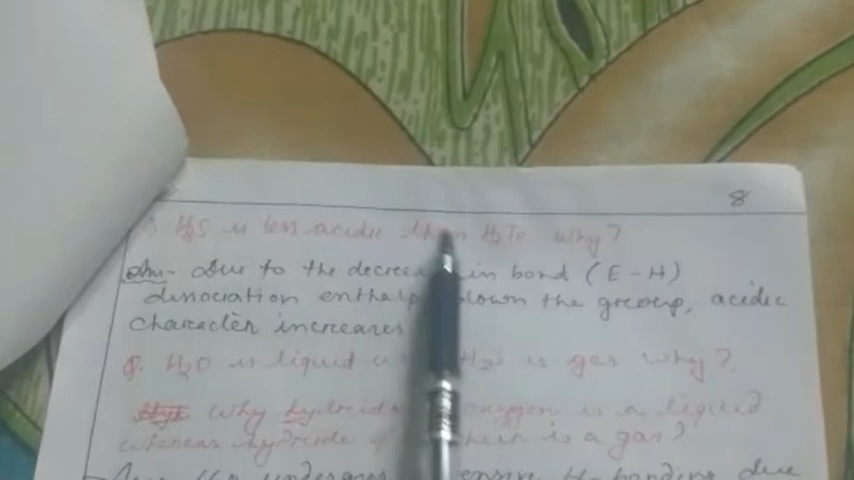 8
H2S is less acidic than H2Te why?
Ans- Due to the decrease in bond (E-H)
dissociation enthalpy down the group, acidic
character increases
Q. H2O is liquid H2S is gas why?
why hydride oxygen is a liquid
whereas hydride is a gas?
H-bonding due